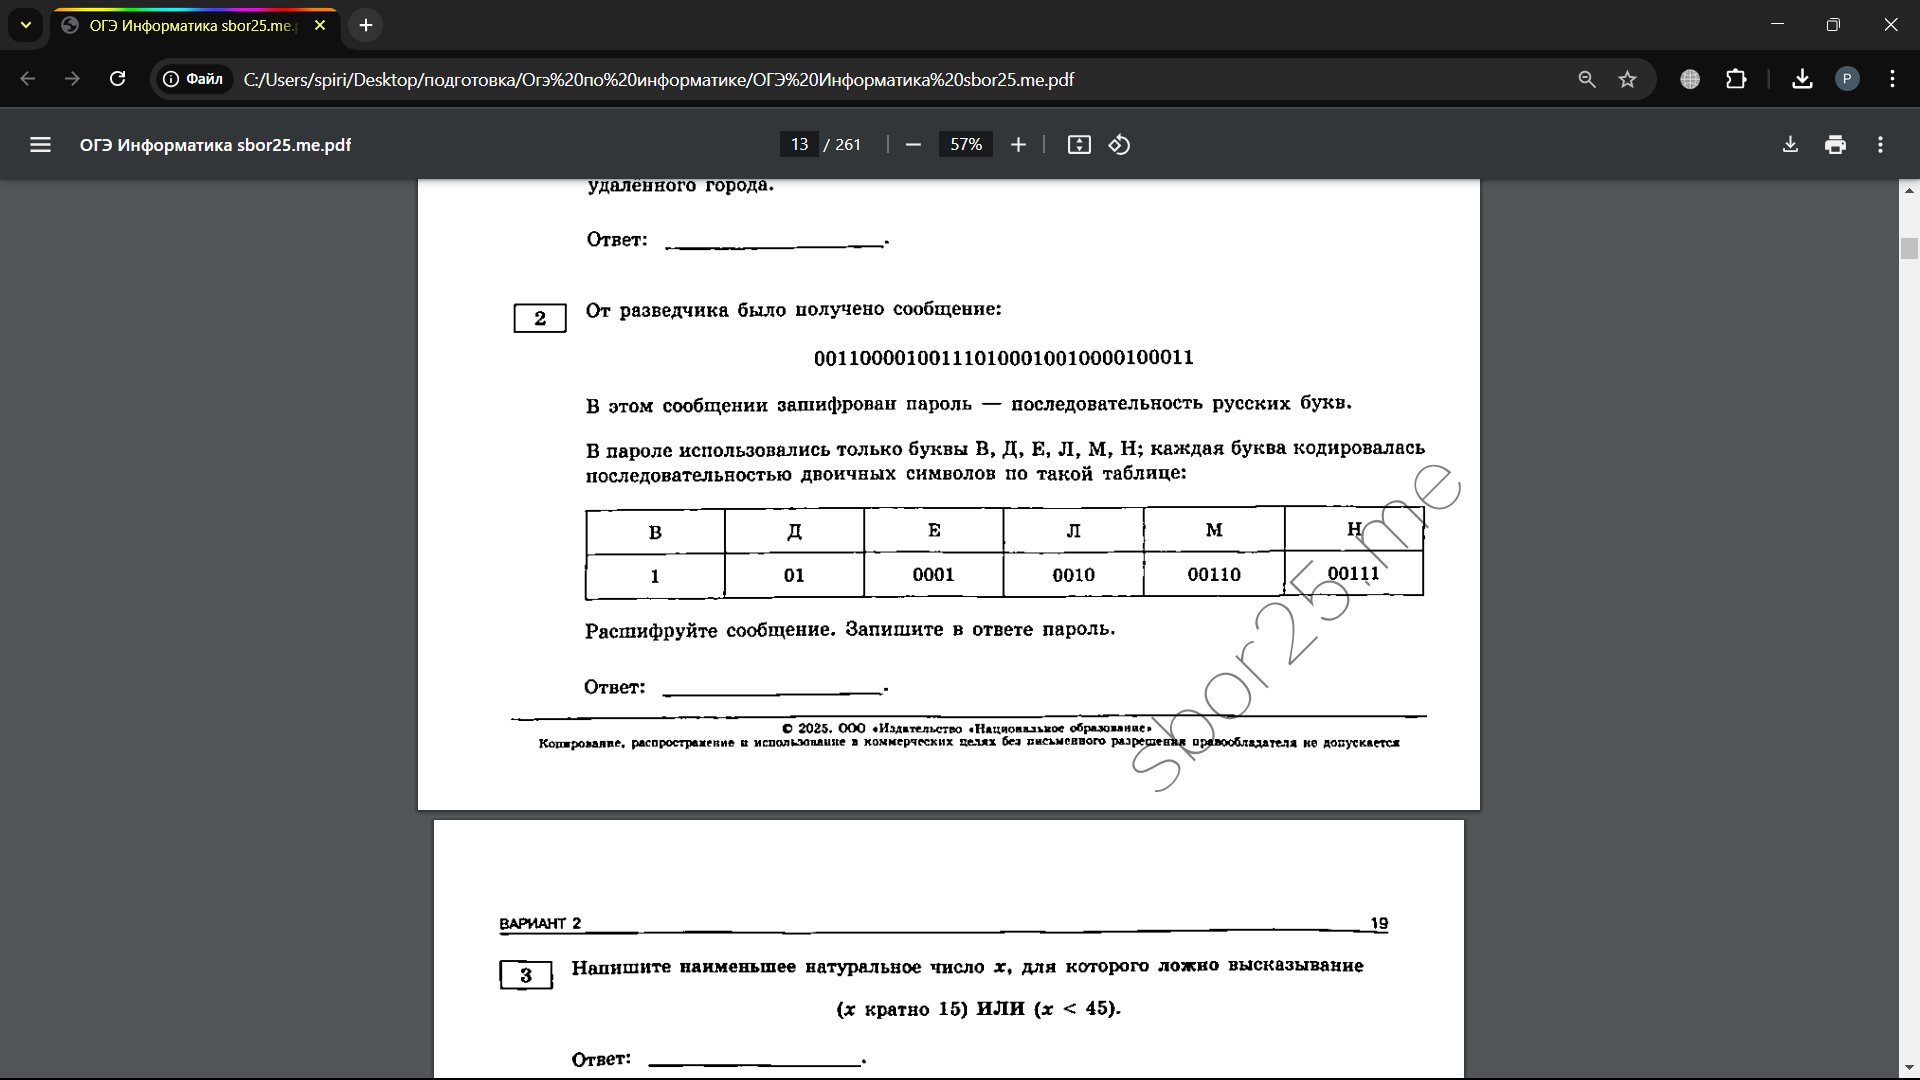 ОГЭ Информатика sbor25.me.p
Файл
C:/Users/spiri/Desktop/подготовка/Огэ%20по%20информатике/ОГЭ%20Информатика%20sbor25.me.pdf
P
ОГЭ Информатика sbor25.me.pdf
13 / 261
57%
удалённого города.
Ответ: ____________.
2
От разведчика было получено сообщение:
0011000010011101000100100001​00011
В этом сообщении зашифрован пароль — последовательность русских букв.
В пароле использовались только буквы В, Д, Е, Л, М, Н; каждая буква кодировалась
последовательностью двоичных символов по такой таблице:
В Д Е Л М Н
1 01 0001 0010 00110 00111
Расшифруйте сообщение. Запишите в ответе пароль.
Ответ: ____________.
© 2025. ООО «Издательство «Национальное образование»
Копирование, распространение и использование в коммерческих целях без письменного разрешения правообладателя не допускается
sbor25.me
ВАРИАНТ 2 19
3
Напишите наименьшее натуральное число x, для которого ложно высказывание
(x кратно 15) ИЛИ (x < 45).
Ответ: ____________.